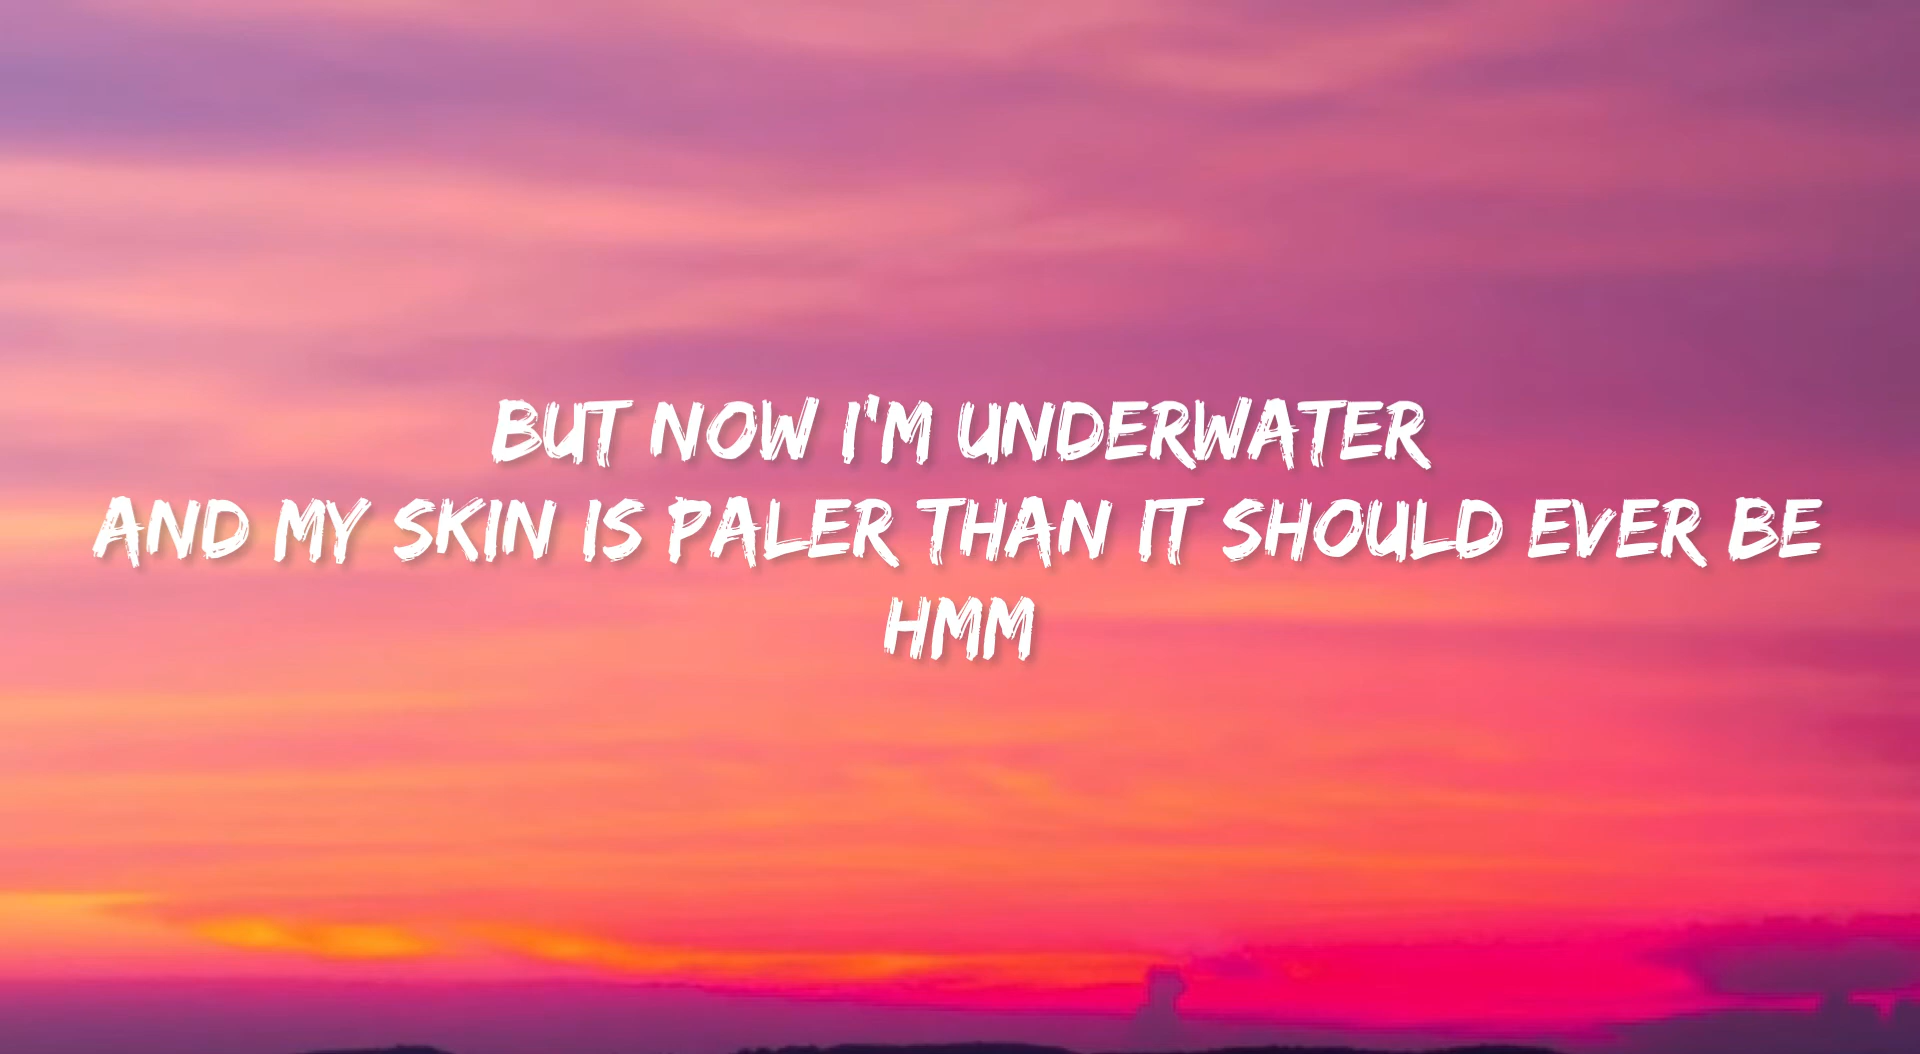 BUT NOW I'M UNDERWATER
AND MY SKIN IS PALER THAN IT SHOULD EVER BE
HMM